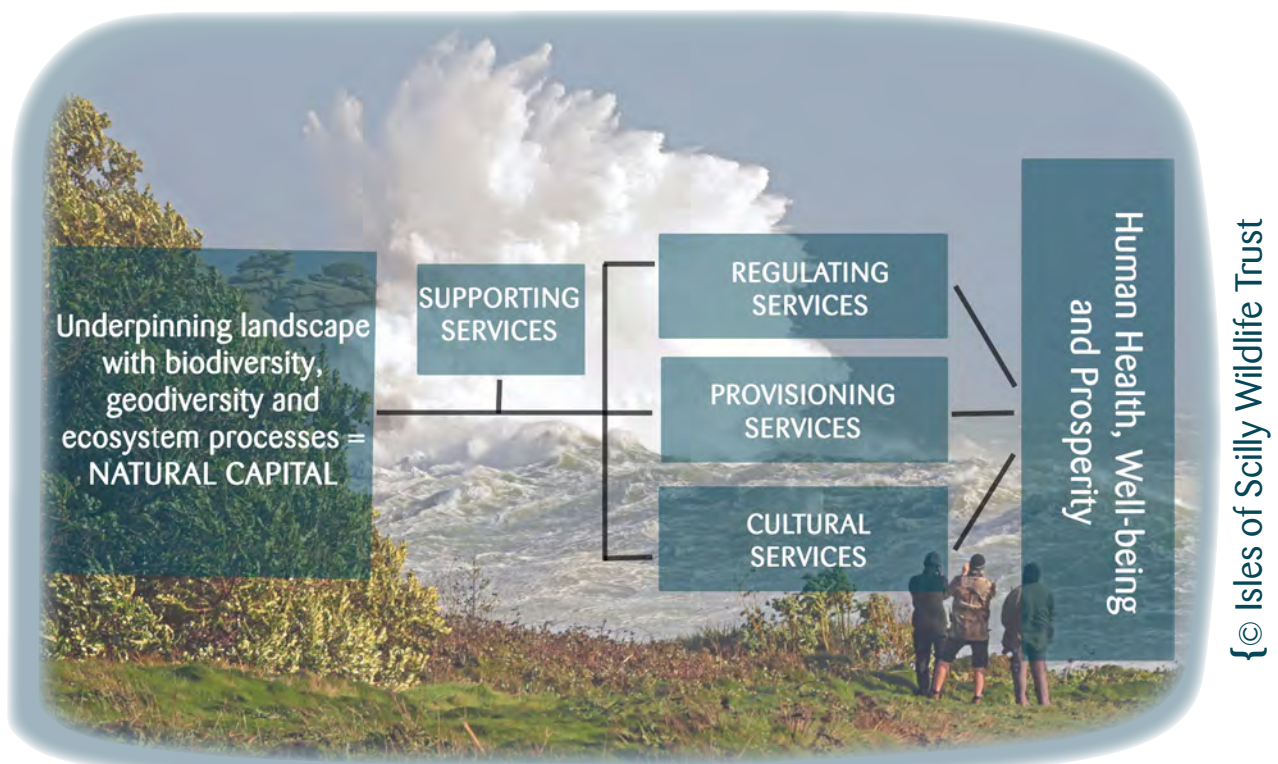 Underpinning landscape
with biodiversity,
geodiversity and
ecosystem processes =
NATURAL CAPITAL
SUPPORTING
SERVICES
REGULATING
SERVICES
PROVISIONING
SERVICES
CULTURAL
SERVICES
Human Health, Well-being
and Prosperity
{© Isles of Scilly Wildlife Trust